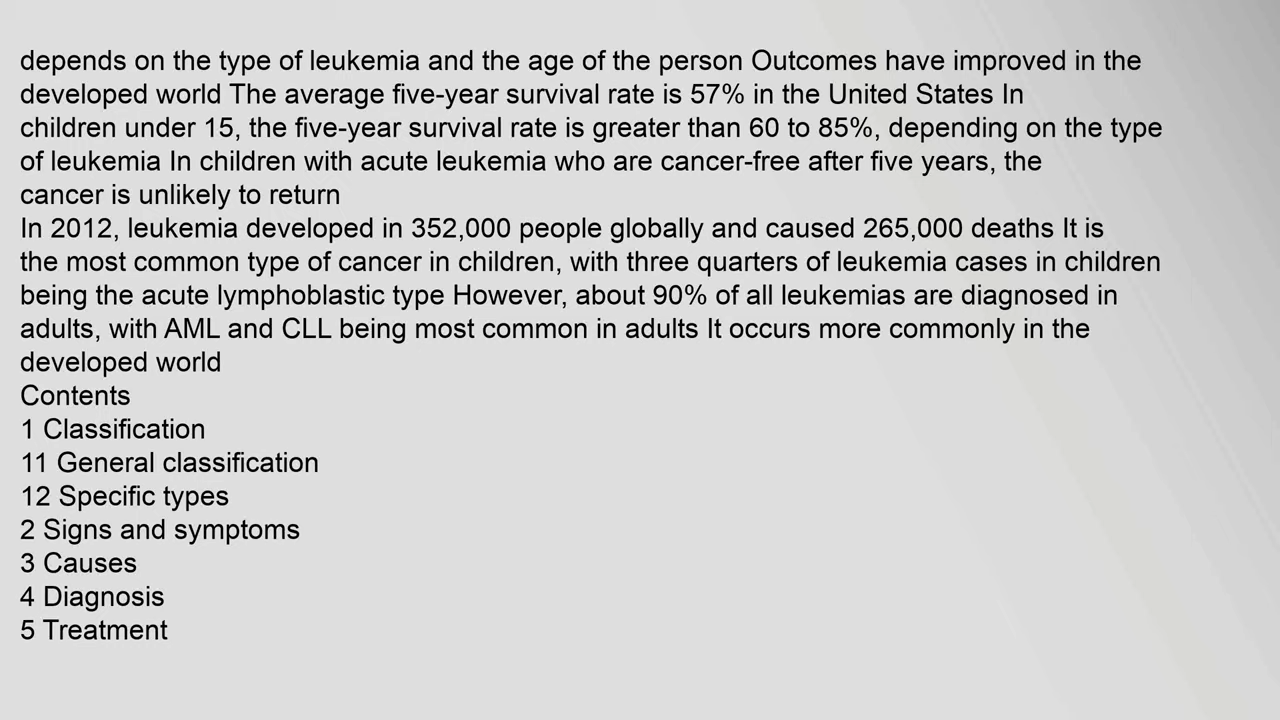 depends on the type of leukemia and the age of the person Outcomes have improved in the
developed world The average five-year survival rate is 57% in the United States In
children under 15, the five-year survival rate is greater than 60 to 85%, depending on the type
of leukemia In children with acute leukemia who are cancer-free after five years, the
cancer is unlikely to return
In 2012, leukemia developed in 352,000 people globally and caused 265,000 deaths It is
the most common type of cancer in children, with three quarters of leukemia cases in children
being the acute lymphoblastic type However, about 90% of all leukemias are diagnosed in
adults, with AML and CLL being most common in adults It occurs more commonly in the
developed world
Contents
1 Classification
11 General classification
12 Specific types
2 Signs and symptoms
3 Causes
4 Diagnosis
5 Treatment